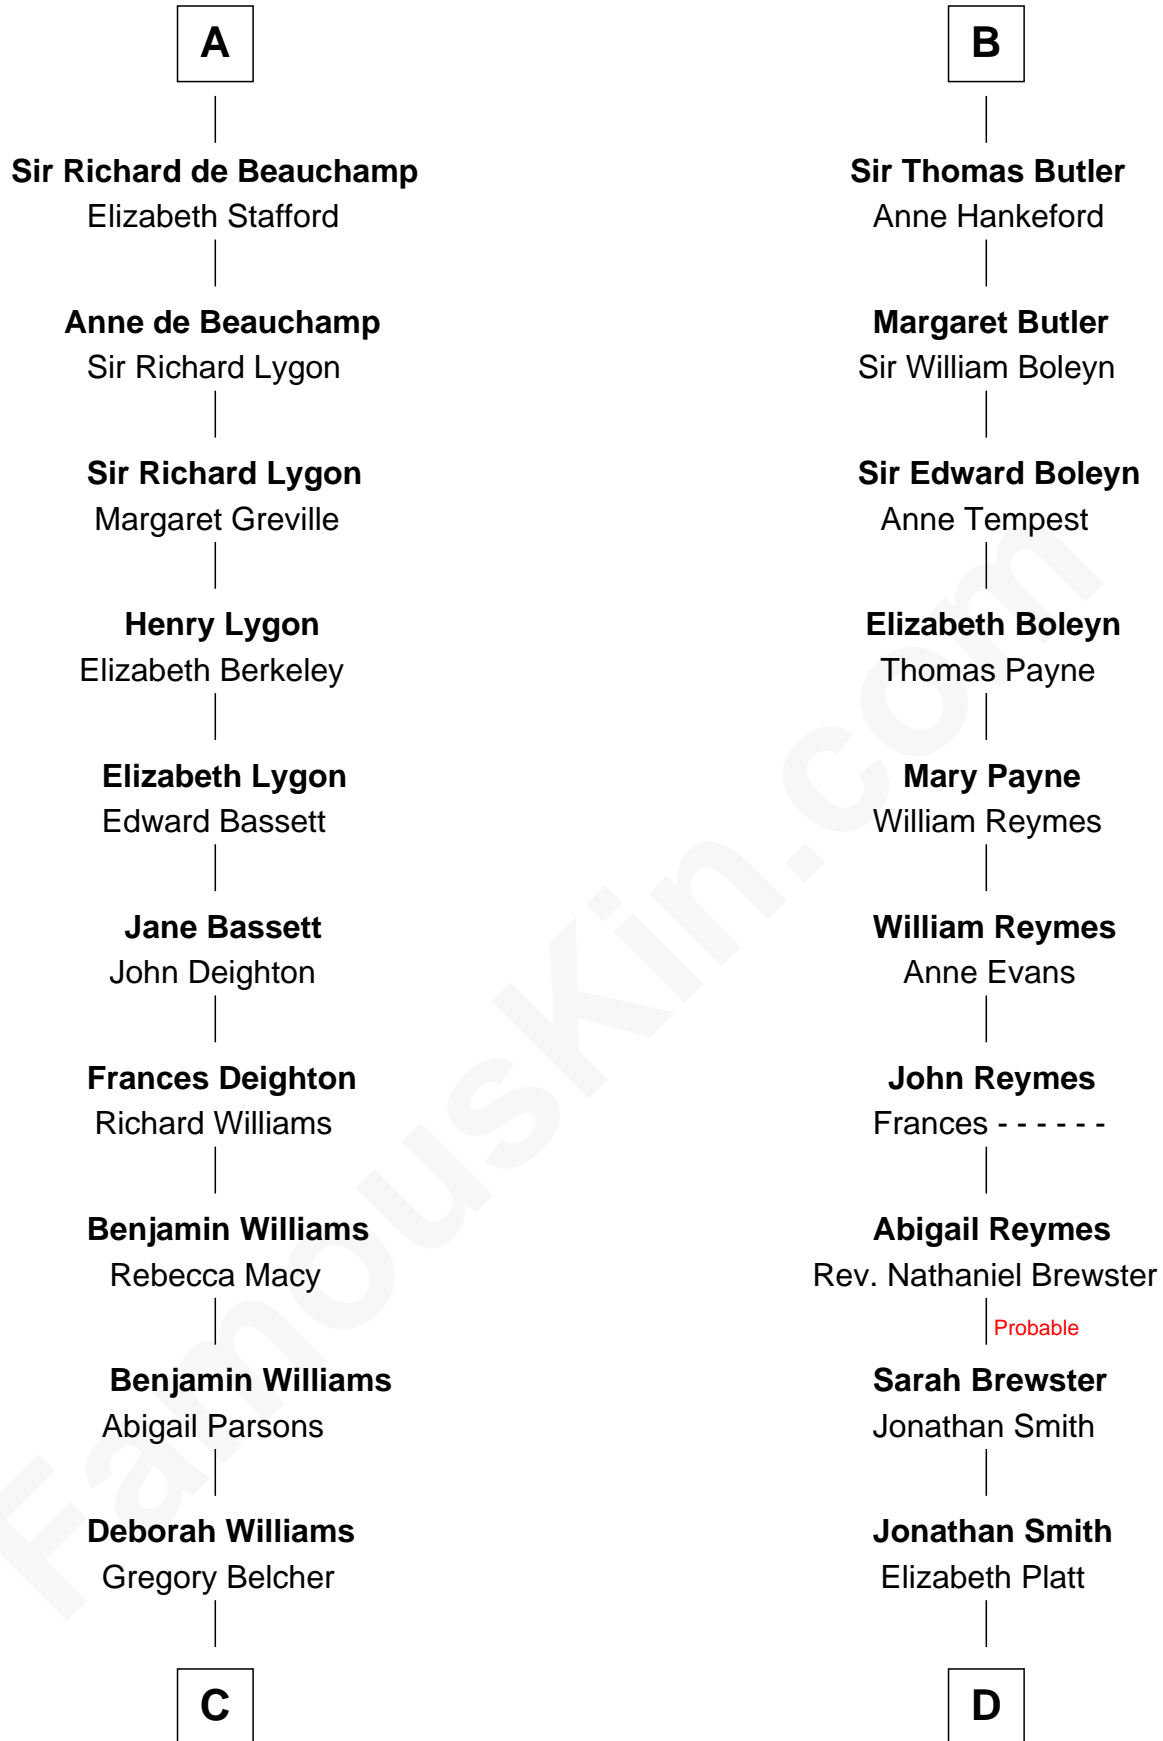 A
Sir Richard de Beauchamp
Elizabeth Stafford
Anne de Beauchamp
Sir Richard Lygon
Sir Richard Lygon
Margaret Greville
Henry Lygon
Elizabeth Berkeley
Elizabeth Lygon
Edward Bassett
Jane Bassett
John Deighton
Frances Deighton
Richard Williams
Benjamin Williams
Rebecca Macy
Benjamin Williams
Abigail Parsons
Deborah Williams
Gregory Belcher
C
B
Sir Thomas Butler
Anne Hankeford
Margaret Butler
Sir William Boleyn
Sir Edward Boleyn
Anne Tempest
Elizabeth Boleyn
Thomas Payne
Mary Payne
William Reymes
William Reymes
Anne Evans
John Reymes
Frances - - - - - -
Abigail Reymes
Rev. Nathaniel Brewster
Probable
Sarah Brewster
Jonathan Smith
Jonathan Smith
Elizabeth Platt
D
FamousKin.com